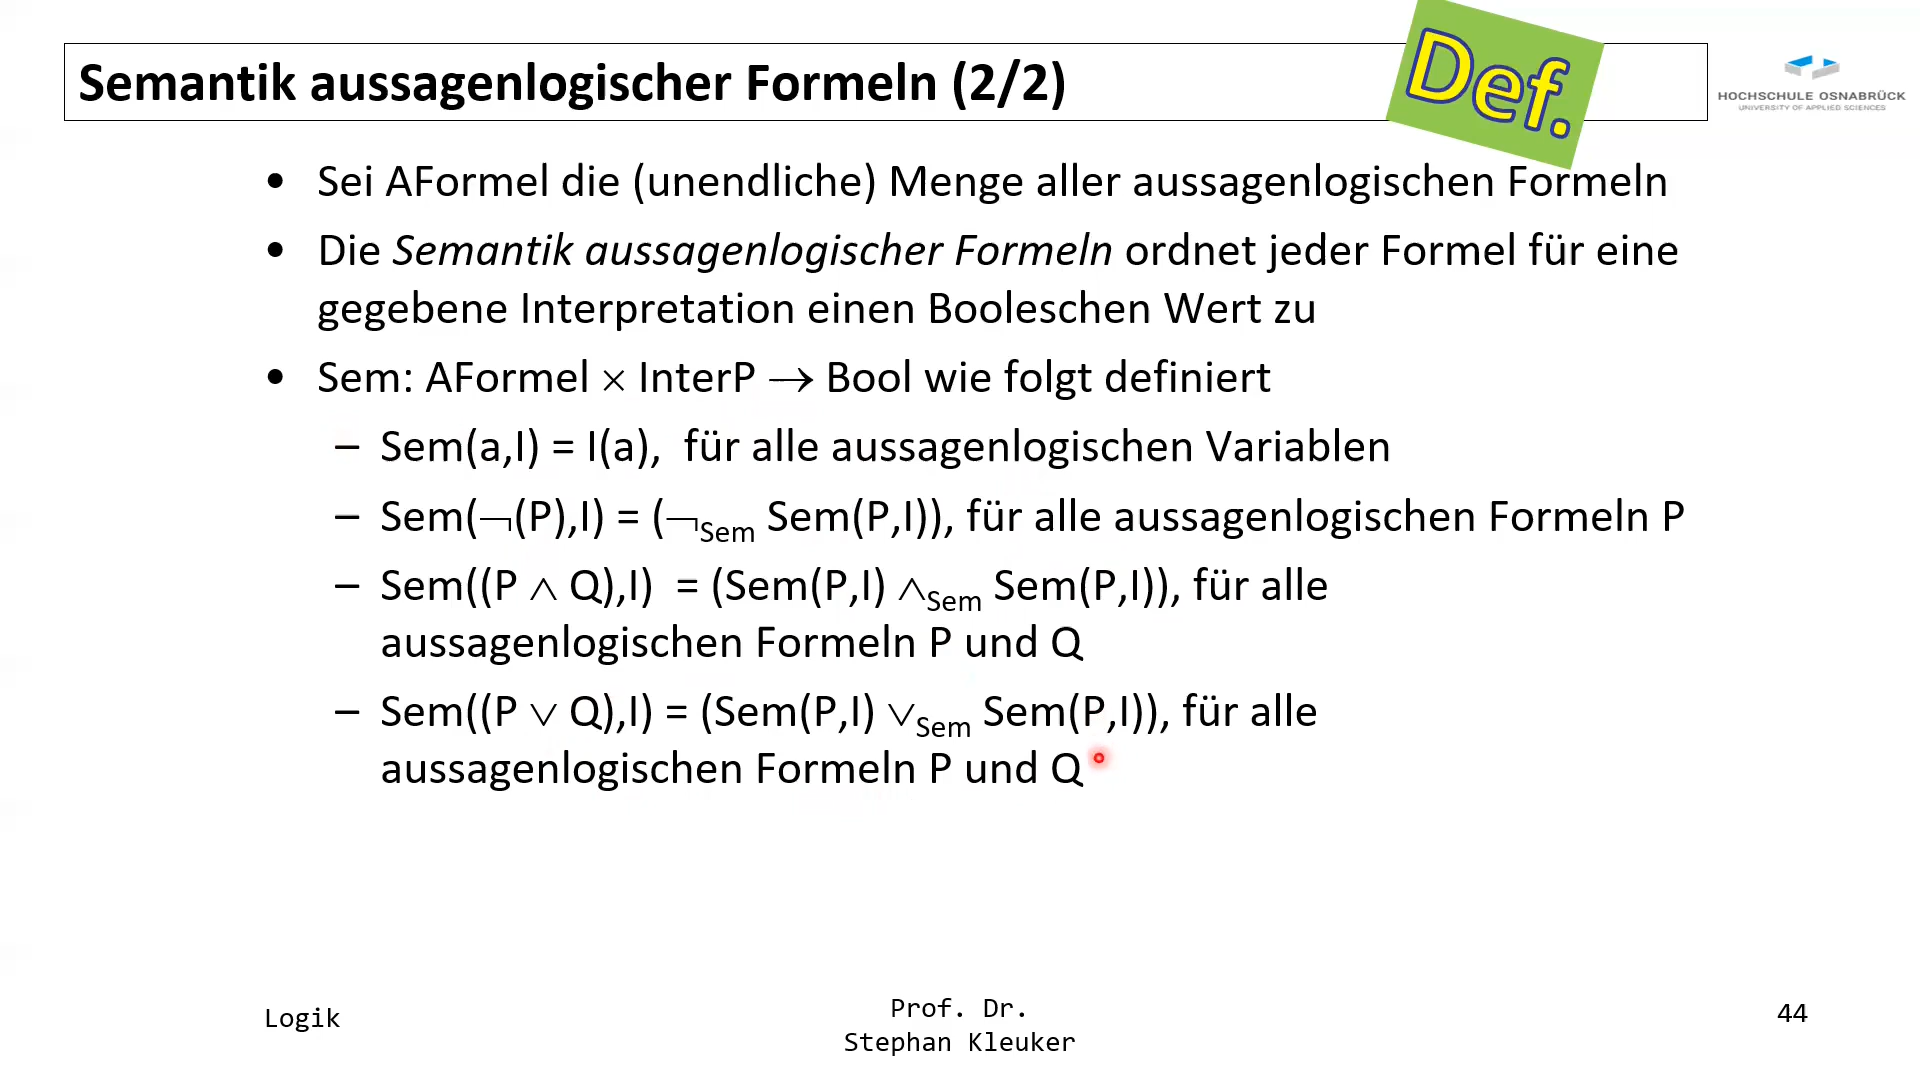 Semantik aussagenlogischer Formeln (2/2)
Def.
HOCHSCHULE OSNABRÜCK
UNIVERSITY OF APPLIED SCIENCES
• Sei AFormel die (unendliche) Menge aller aussagenlogischen Formeln
• Die Semantik aussagenlogischer Formeln ordnet jeder Formel für eine
gegebene Interpretation einen Booleschen Wert zu
• Sem: AFormel × InterP → Bool wie folgt definiert
– Sem(a,I) = I(a), für alle aussagenlogischen Variablen
– Sem(¬(P),I) = (¬Sem Sem(P,I)), für alle aussagenlogischen Formeln P
– Sem((P ∧ Q),I) = (Sem(P,I) ∧Sem Sem(P,I)), für alle
aussagenlogischen Formeln P und Q
– Sem((P ∨ Q),I) = (Sem(P,I) ∨Sem Sem(P,I)), für alle
aussagenlogischen Formeln P und Q
Logik
Prof. Dr.
Stephan Kleuker
44